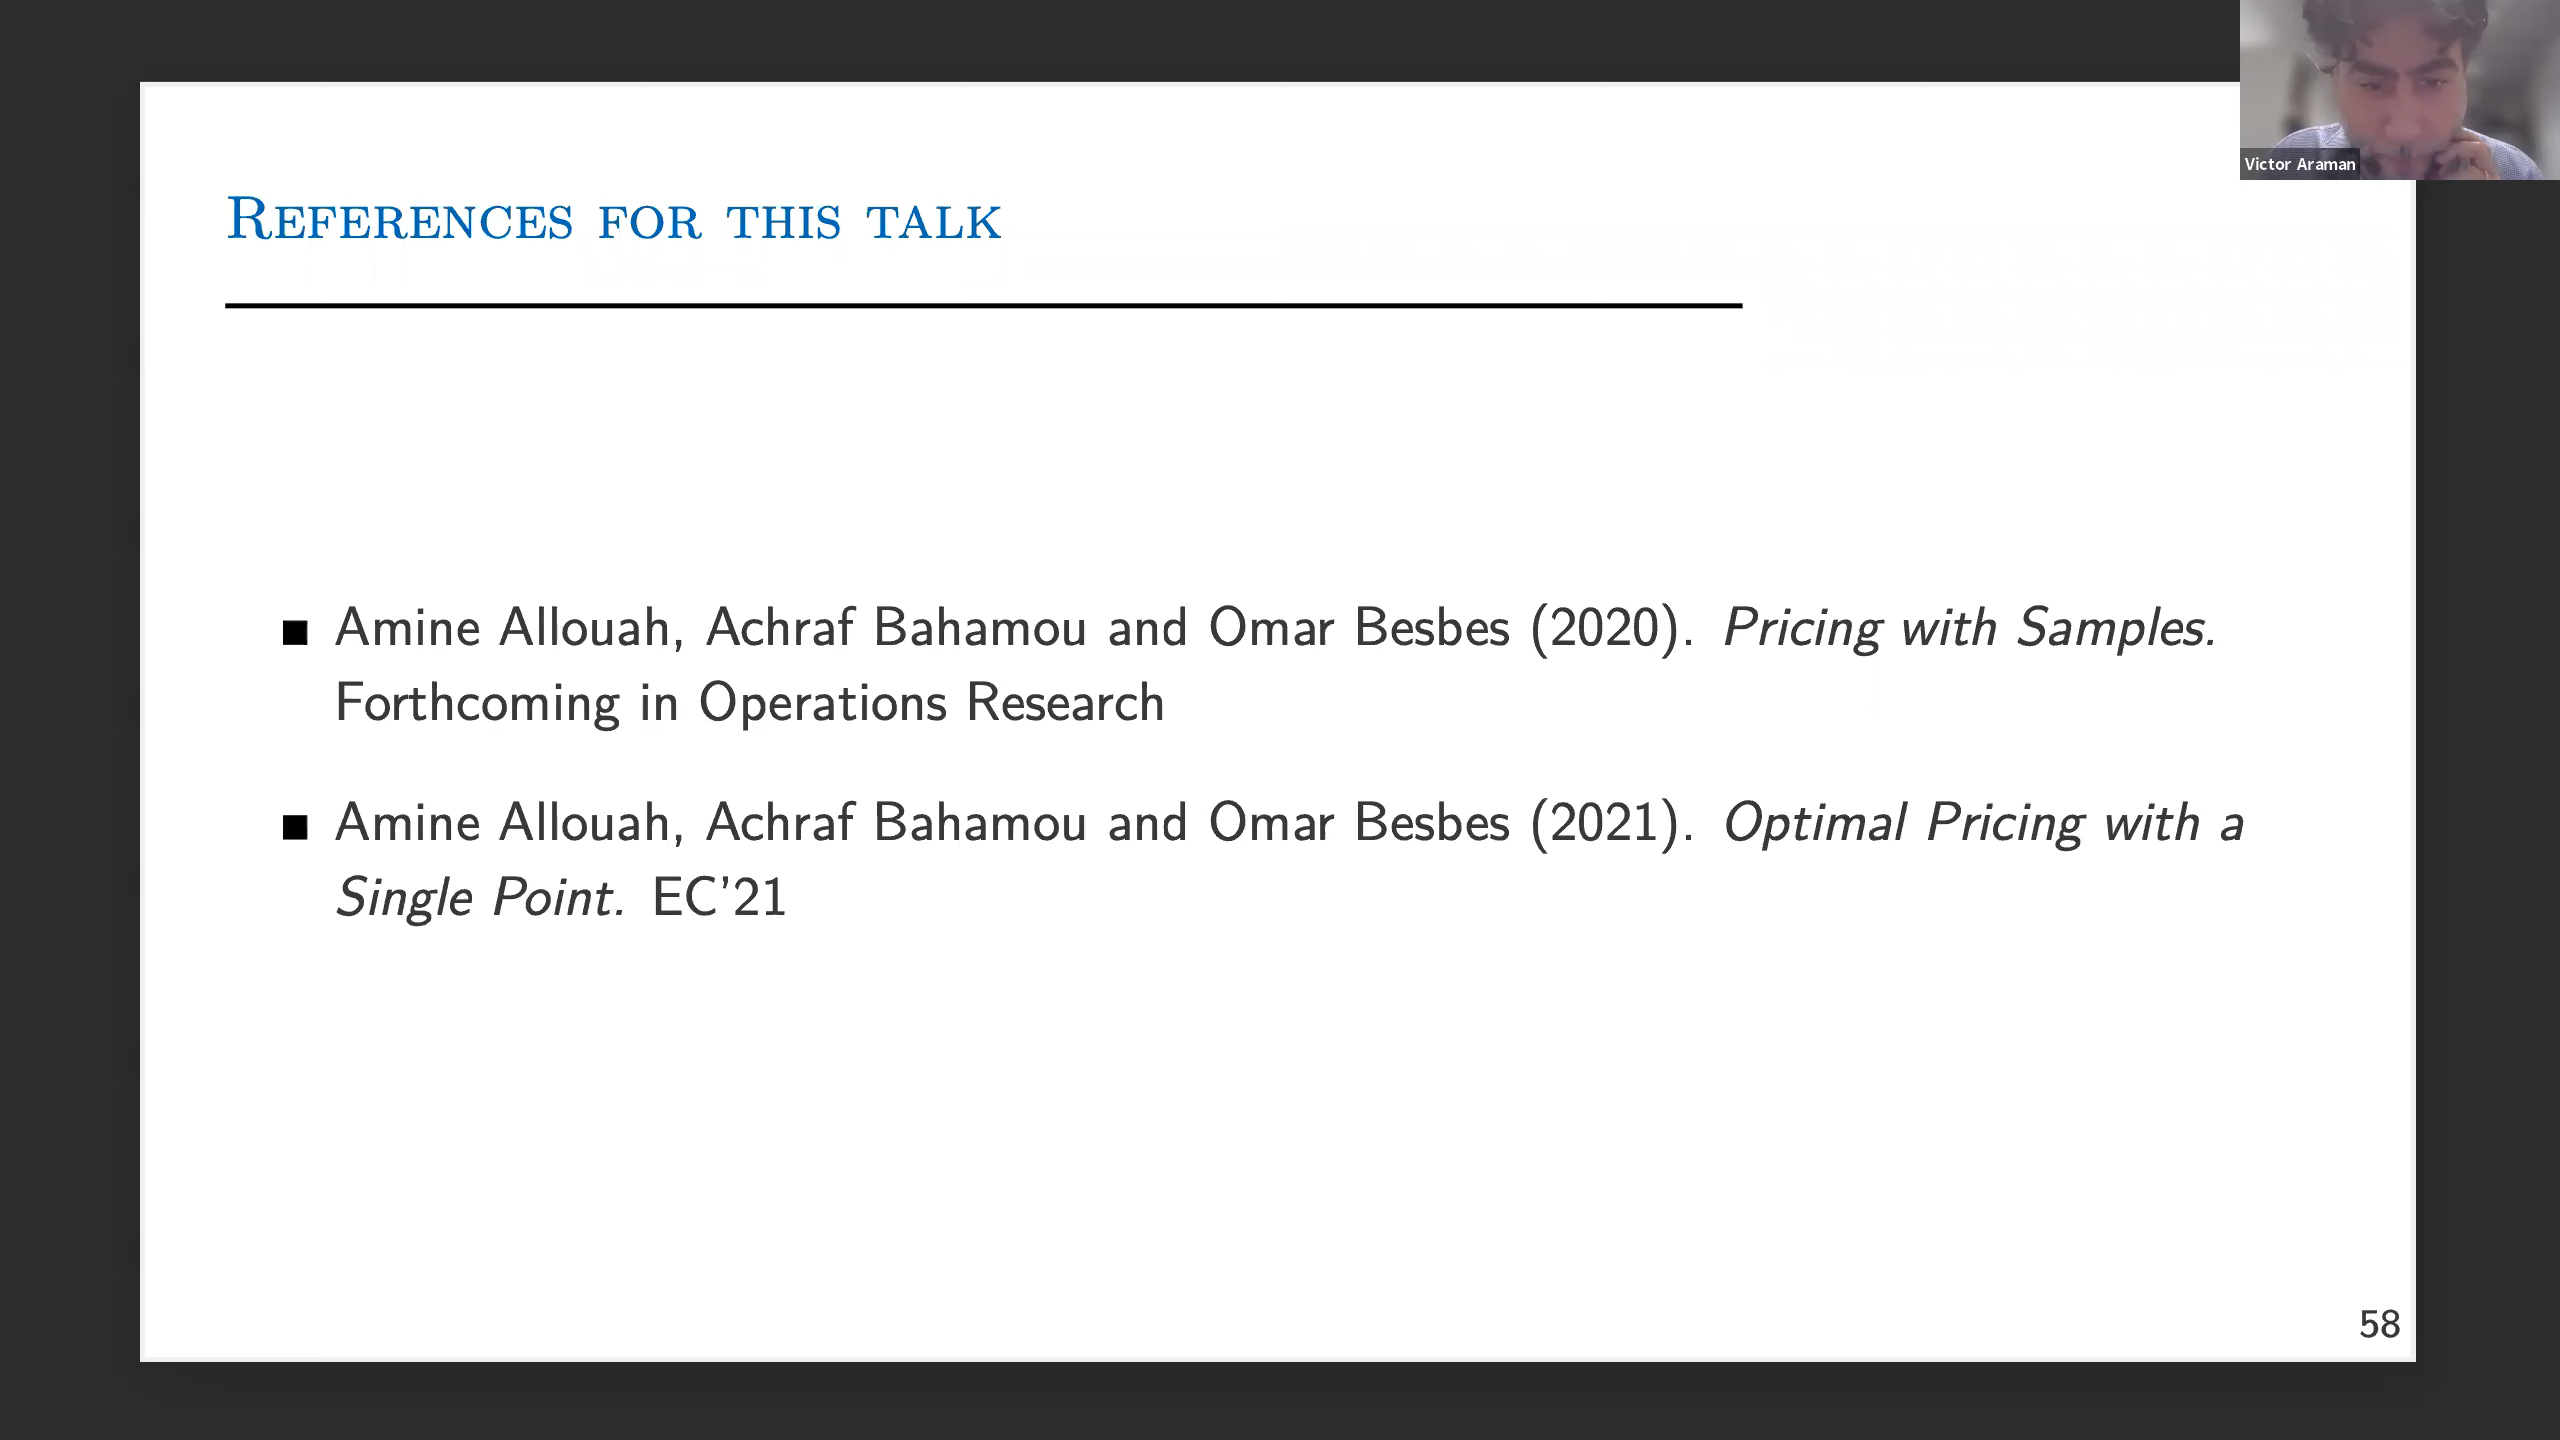 Victor Araman
References for this talk
■ Amine Allouah, Achraf Bahamou and Omar Besbes (2020). Pricing with Samples.
Forthcoming in Operations Research
■ Amine Allouah, Achraf Bahamou and Omar Besbes (2021). Optimal Pricing with a
Single Point. EC'21
58